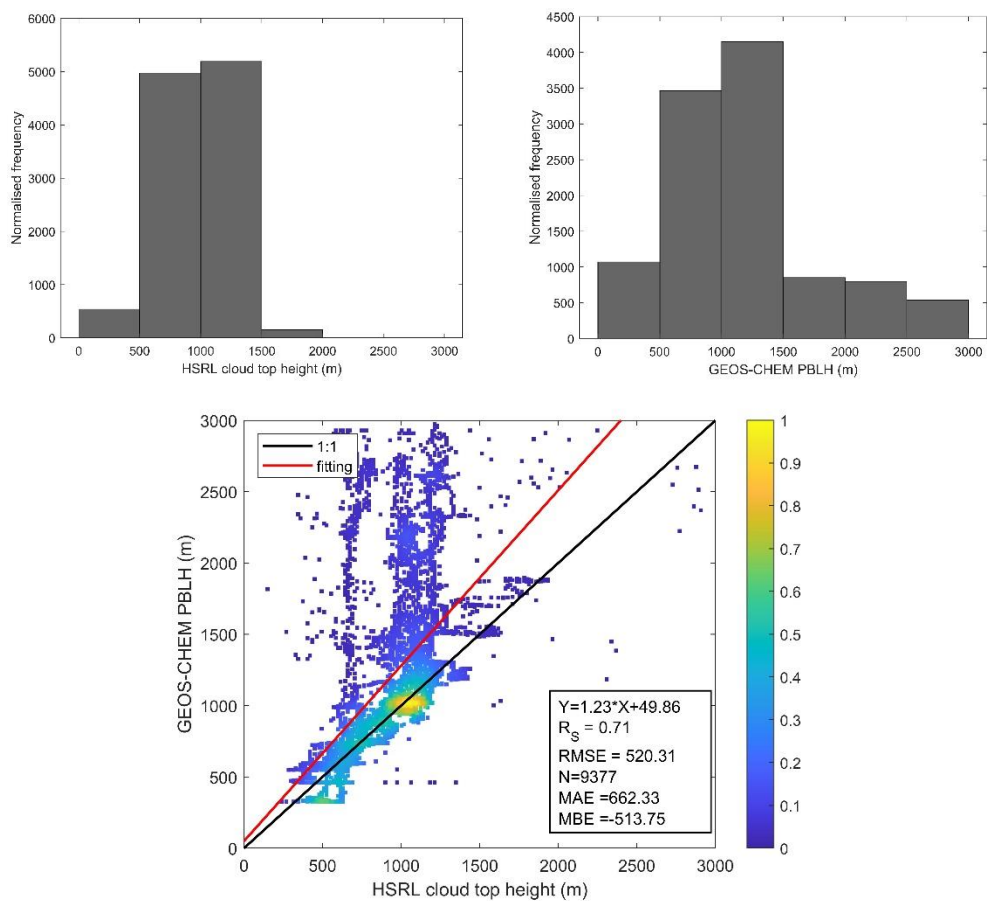 6000
5000
4000
3000
2000
1000
0
Normalised frequency
0 500 1000 1500 2000 2500 3000
HSRL cloud top height (m)
4500
4000
3500
3000
2500
2000
1500
1000
500
0
Normalised frequency
0 500 1000 1500 2000 2500 3000
GEOS-CHEM PBLH (m)
3000
2500
2000
1500
1000
500
0
GEOS-CHEM PBLH (m)
1:1
fitting
Y=1.23*X+49.86
R_S = 0.71
RMSE = 520.31
N=9377
MAE =662.33
MBE =-513.75
0 500 1000 1500 2000 2500 3000
HSRL cloud top height (m)
1
0.9
0.8
0.7
0.6
0.5
0.4
0.3
0.2
0.1
0